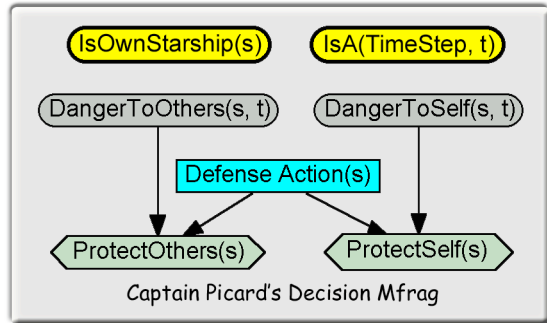 IsOwnStarship(s) IsA(TimeStep, t)
DangerToOthers(s, t) DangerToSelf(s, t)
Defense Action(s)
ProtectOthers(s) ProtectSelf(s)
Captain Picard's Decision Mfrag